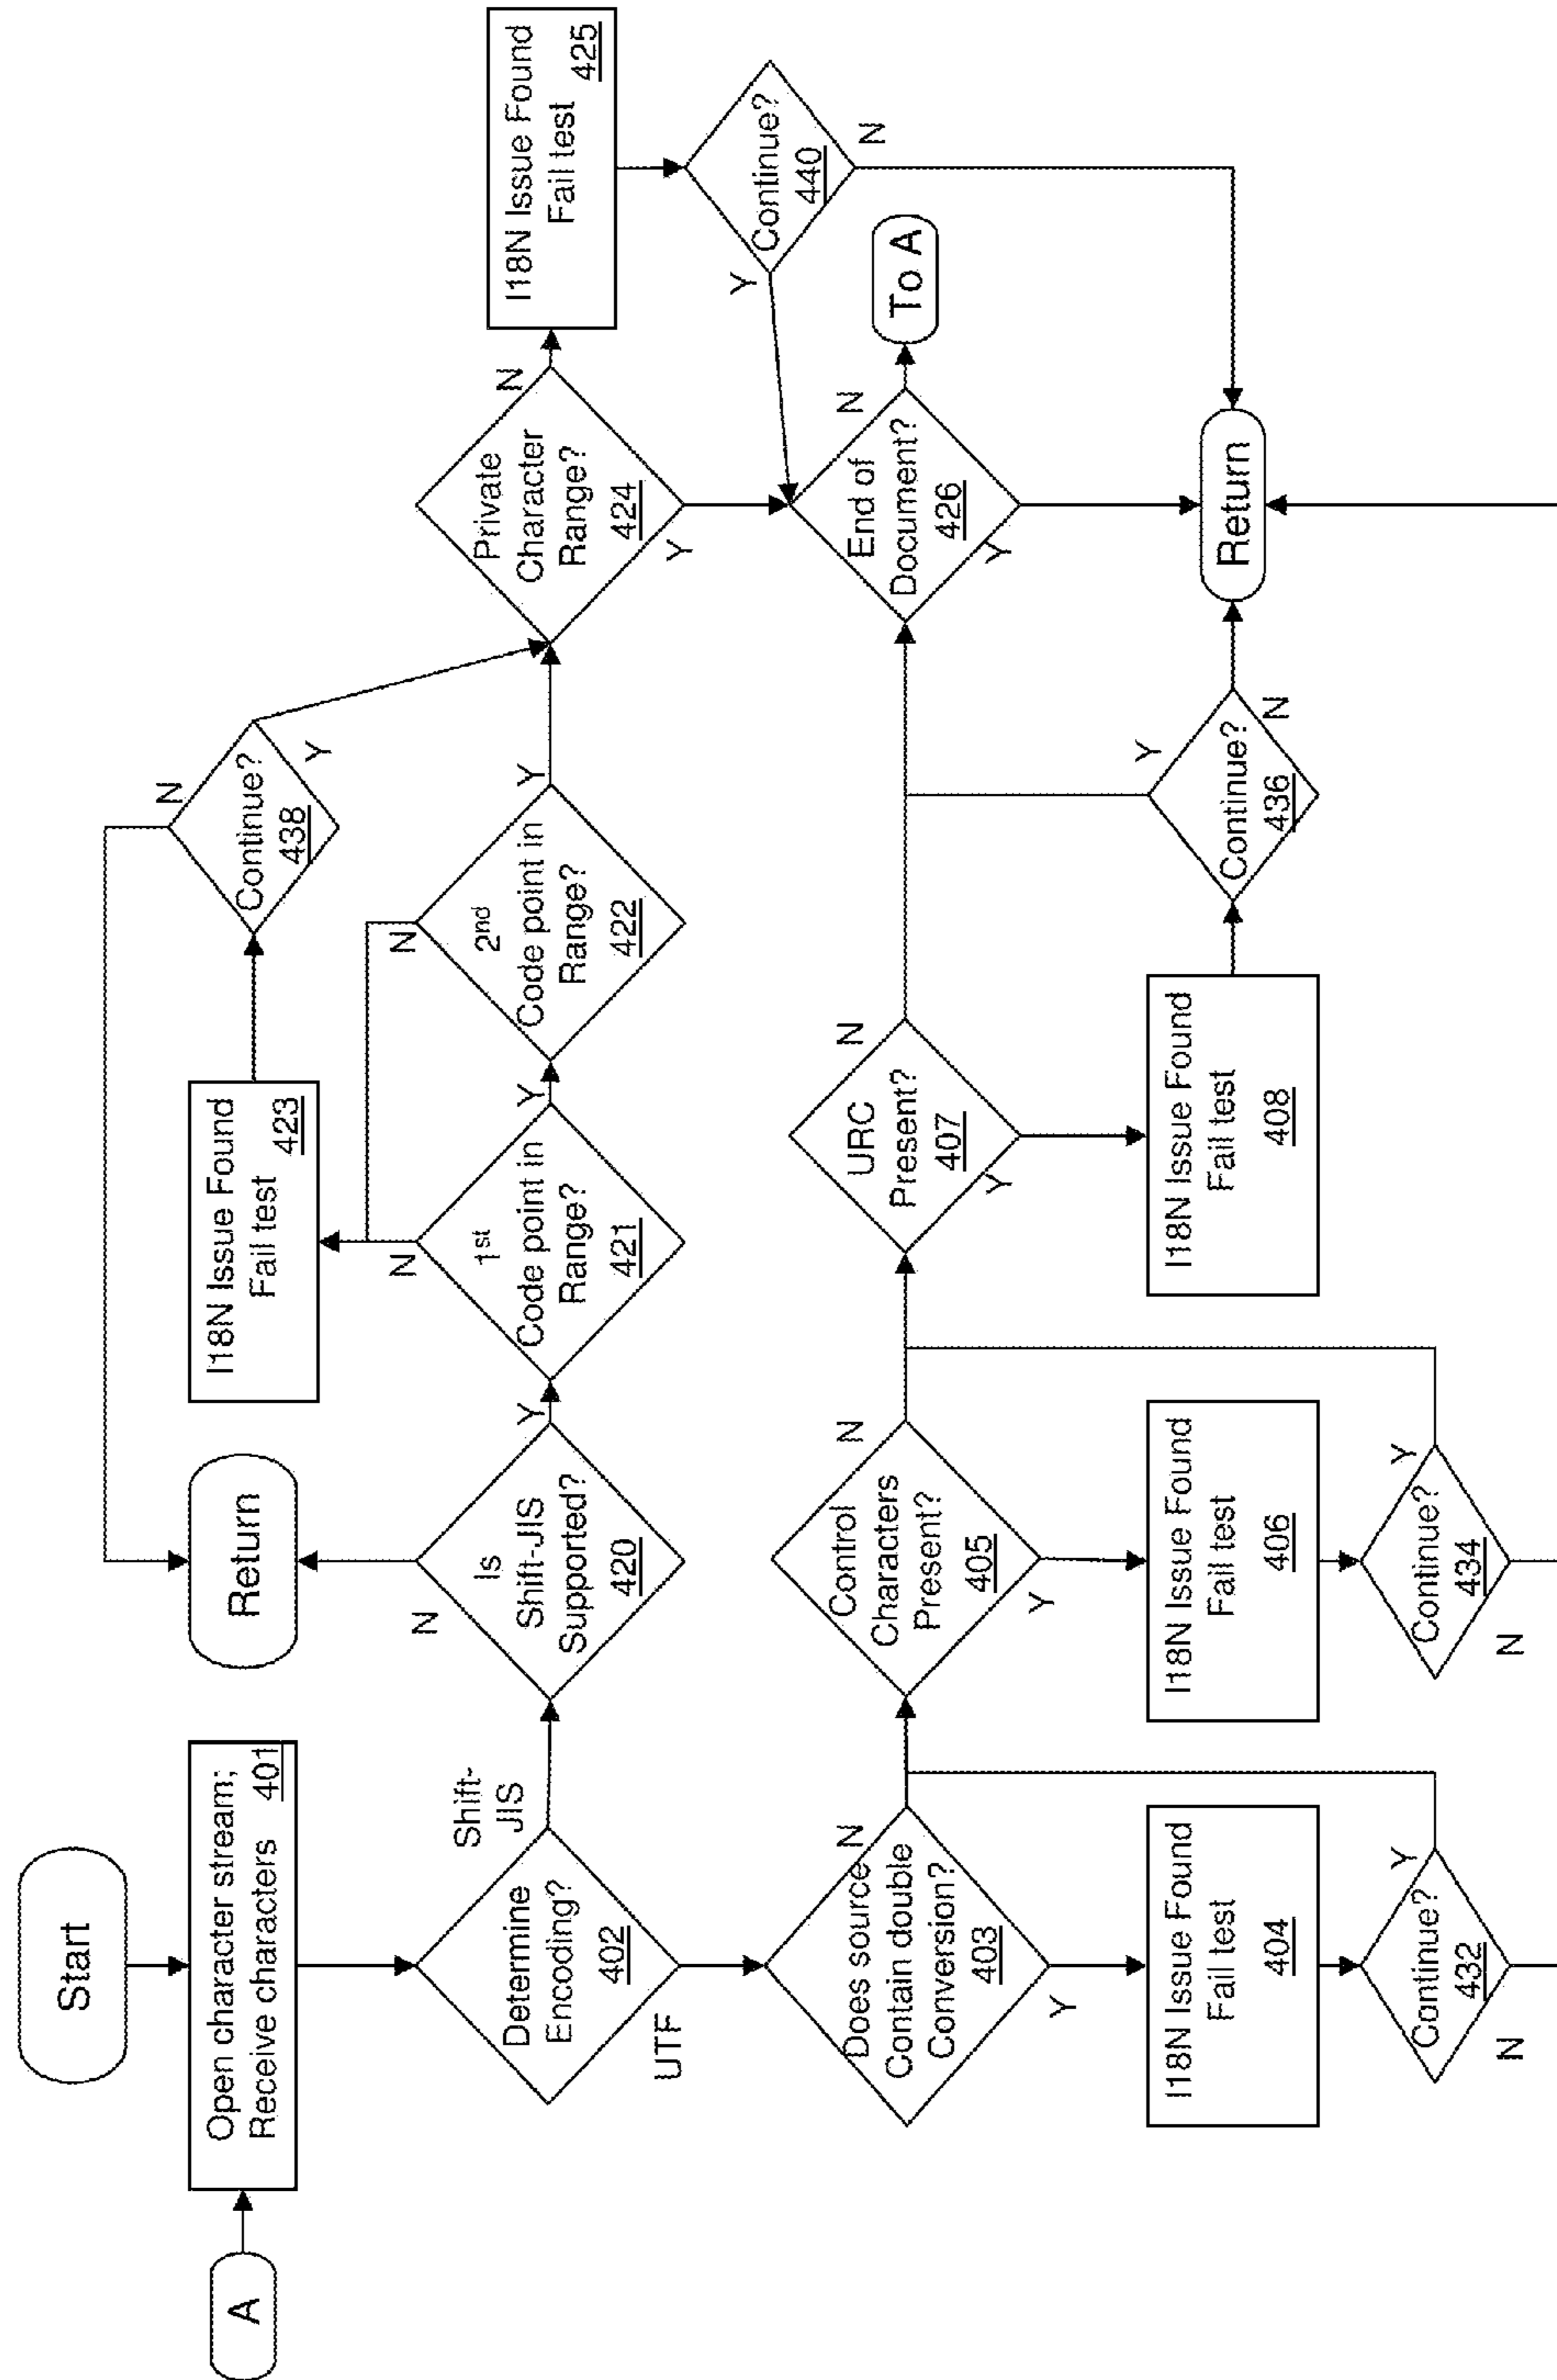 Start
A
Open character stream;
Receive characters 401
Determine
Encoding?
402
Shift-
JIS
UTF
Return
Is
Shift-JIS
Supported?
420
N
Y
1st
Code point in
Range?
421
N
Y
2nd
Code point in
Range?
422
N
Y
I18N Issue Found
Fail test
423
Continue?
438
N
Y
Private
Character
Range?
424
N
Y
I18N Issue Found
Fail test
425
Continue?
440
Y
N
Does source
Contain double
Conversion?
403
N
Y
I18N Issue Found
Fail test
404
Continue?
432
Y
N
Control
Characters
Present?
405
N
Y
I18N Issue Found
Fail test
406
Continue?
434
Y
N
URC
Present?
407
N
Y
I18N Issue Found
Fail test
408
Continue?
436
Y
N
End of
Document?
426
N
Y
To A
Return